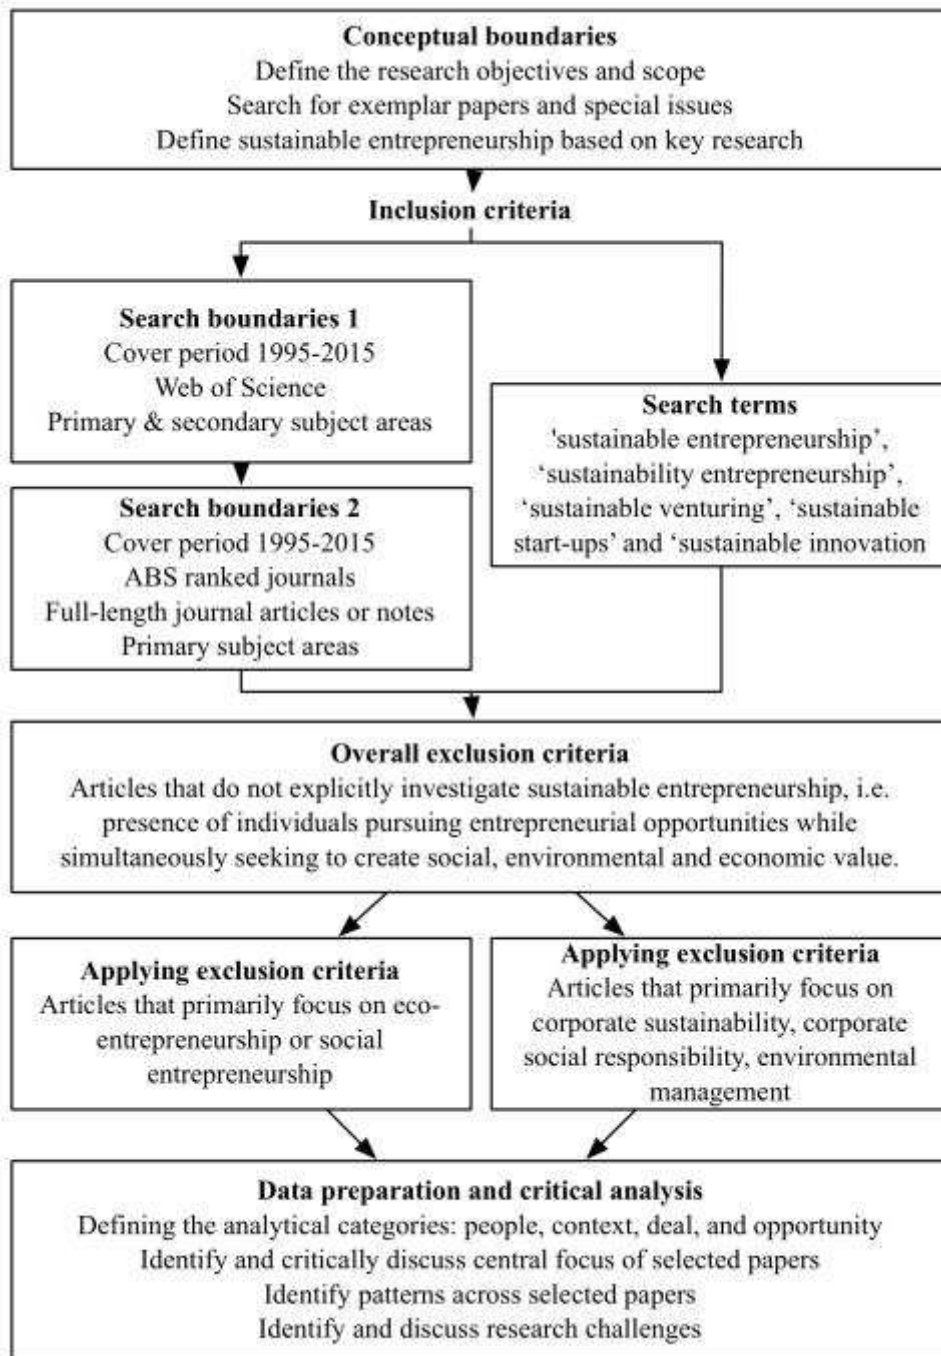 Conceptual boundaries
Define the research objectives and scope
Search for exemplar papers and special issues
Define sustainable entrepreneurship based on key research
Inclusion criteria
Search boundaries 1
Cover period 1995-2015
Web of Science
Primary & secondary subject areas
Search boundaries 2
Cover period 1995-2015
ABS ranked journals
Full-length journal articles or notes
Primary subject areas
Search terms
'sustainable entrepreneurship’,
‘sustainability entrepreneurship’,
‘sustainable venturing’, ‘sustainable
start-ups’ and ‘sustainable innovation
Overall exclusion criteria
Articles that do not explicitly investigate sustainable entrepreneurship, i.e.
presence of individuals pursuing entrepreneurial opportunities while
simultaneously seeking to create social, environmental and economic value.
Applying exclusion criteria
Articles that primarily focus on eco-
entrepreneurship or social
entrepreneurship
Applying exclusion criteria
Articles that primarily focus on
corporate sustainability, corporate
social responsibility, environmental
management
Data preparation and critical analysis
Defining the analytical categories: people, context, deal, and opportunity
Identify and critically discuss central focus of selected papers
Identify patterns across selected papers
Identify and discuss research challenges